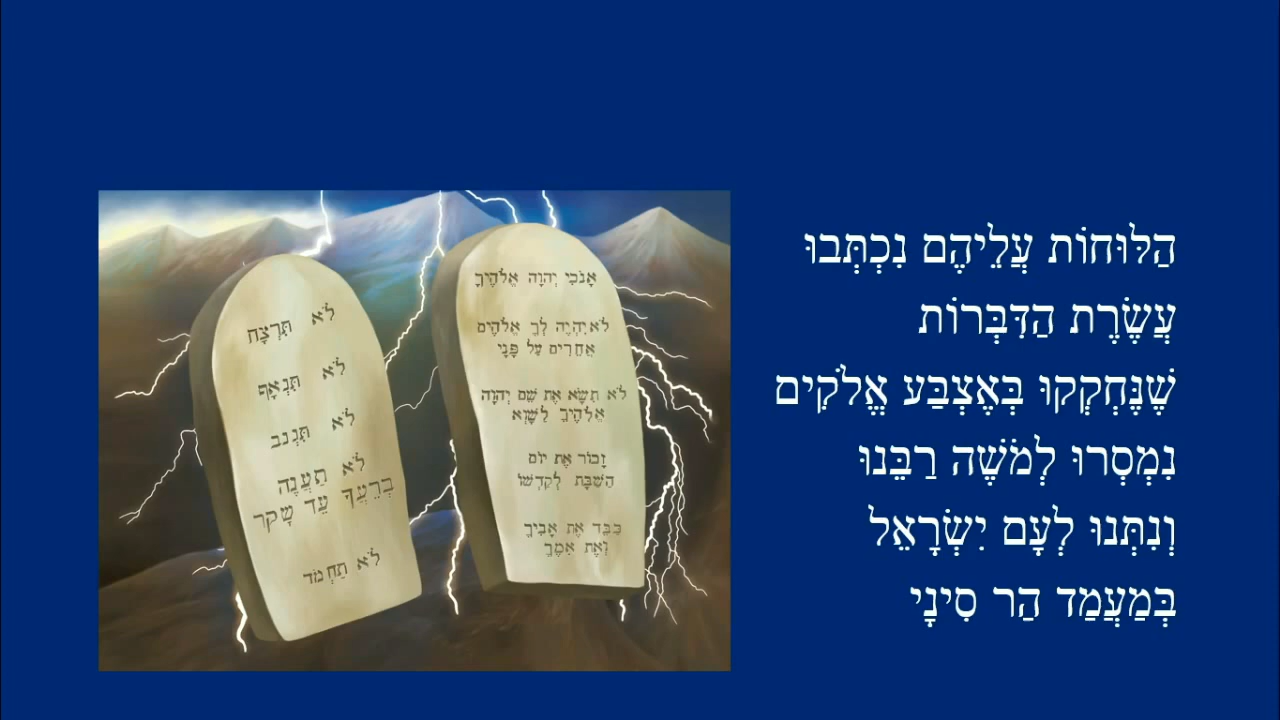 הַלּוּחוֹת עֲלֵיהֶם נִכְתְּבוּ
עֲשֶׂרֶת הַדִּבְּרוֹת
שֶׁנֶּחְקְקוּ בְּאֶצְבַּע אֱלֹקִים
נִמְסְרוּ לְמֹשֶׁה רַבֵּנוּ
וְנִתְּנוּ לְעָם יִשְׂרָאֵל
בְּמַעֲמַד הַר סִינָי
אָנֹכִי יְהוָה אֱלֹהֶיךָ
לֹא יִהְיֶה לְךָ אֱלֹהִים
אֲחֵרִים עַל פָּנָי
לֹא תִשָּׂא אֶת שֵׁם יְהוָה
אֱלֹהֶיךָ לַשָּׁוְא
זָכוֹר אֶת יוֹם
הַשַּׁבָּת לְקַדְּשׁוֹ
כַּבֵּד אֶת אָבִיךָ
וְאֶת אִמֶּךָ
לֹא תִּרְצָח
לֹא תִּנְאָף
לֹא תִּגְנֹב
לֹא תַעֲנֶה
בְרֵעֲךָ עֵד שָׁקֶר
לֹא תַחְמֹד